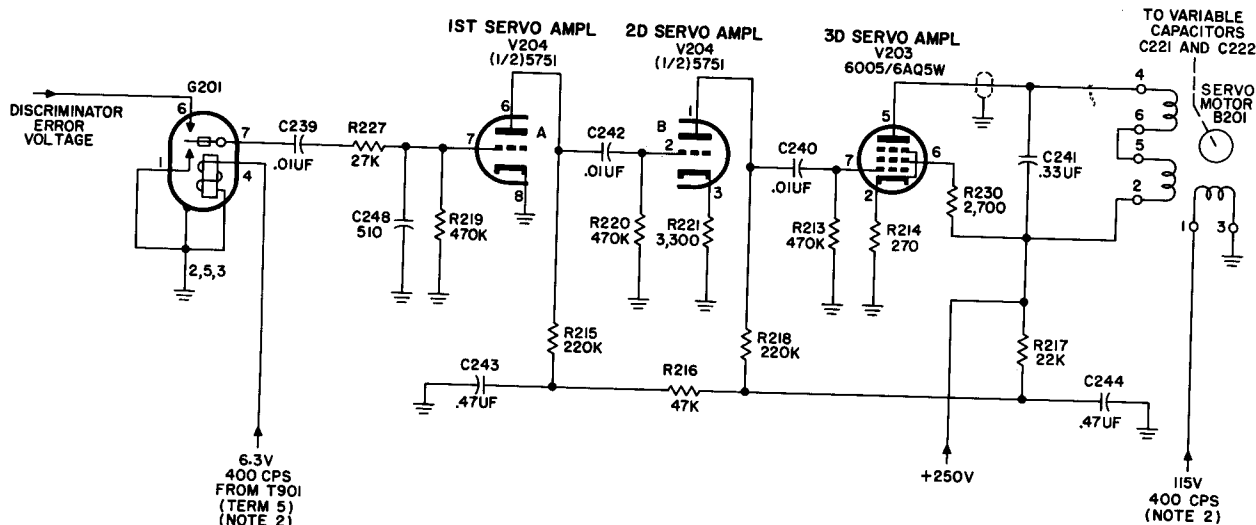 1ST SERVO AMPL
V204
(1/2) 5751
2D SERVO AMPL
V204
(1/2) 5751
3D SERVO AMPL
V203
6005/6AQ5W
TO VARIABLE
CAPACITORS
C221 AND C222
SERVO
MOTOR
B201
DISCRIMINATOR
ERROR
VOLTAGE
G201
6
7
1
4
2,5,3
C239
.01UF
R227
27K
C248
510
R219
470K
6
A
7
8
C242
.01UF
R220
470K
1
B
2
3
R221
3,300
C240
.01UF
R213
470K
5
7
6
2
R214
270
R230
2,700
C241
.33UF
4
6
5
2
1
3
R215
220K
R218
220K
R217
22K
C243
.47UF
R216
47K
C244
.47UF
6.3V
400 CPS
FROM T901
(TERM 5)
(NOTE 2)
+250V
115V
400 CPS
(NOTE 2)